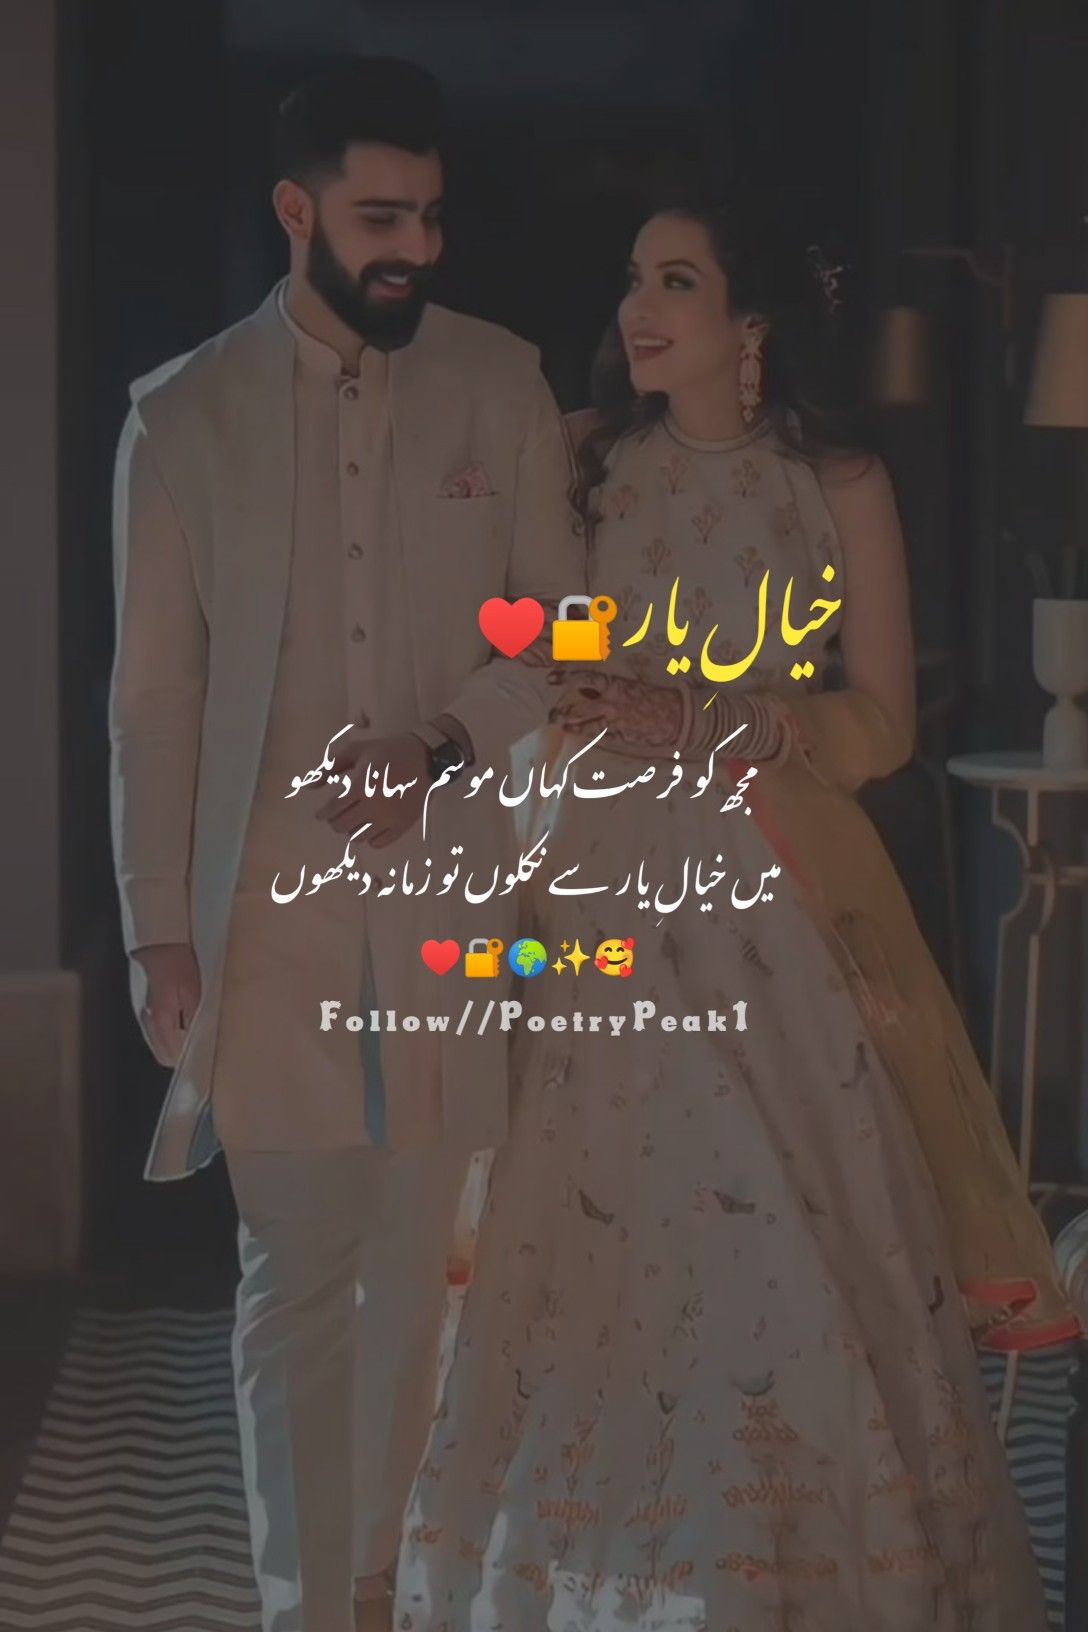 خیالِ یار🔐♥️
مجھ کو فرصت کہاں موسم سہانا دیکھو
میں خیالِ یار سے نکلوں تو زمانہ دیکھوں
🥰✨🌍🔐♥️
Follow//PoetryPeak1